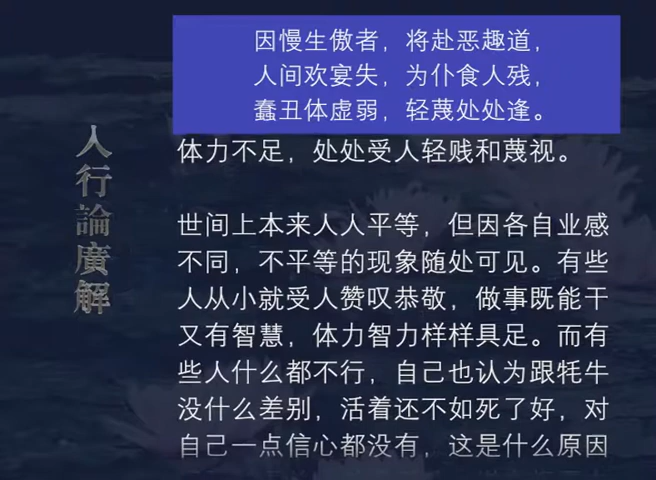 因慢生傲者，将赴恶趣道，
人间欢宴失，为仆食人残，
蠢丑体虚弱，轻蔑处处逢。
体力不足，处处受人轻贱和蔑视。
世间上本来人人平等，但因各自业感
不同，不平等的现象随处可见。有些
人从小就受人赞叹恭敬，做事既能干
又有智慧，体力智力样样具足。而有
些人什么都不行，自己也认为跟牦牛
没什么差别，活着还不如死了好，对
自己一点信心都没有，这是什么原因
入行論廣解